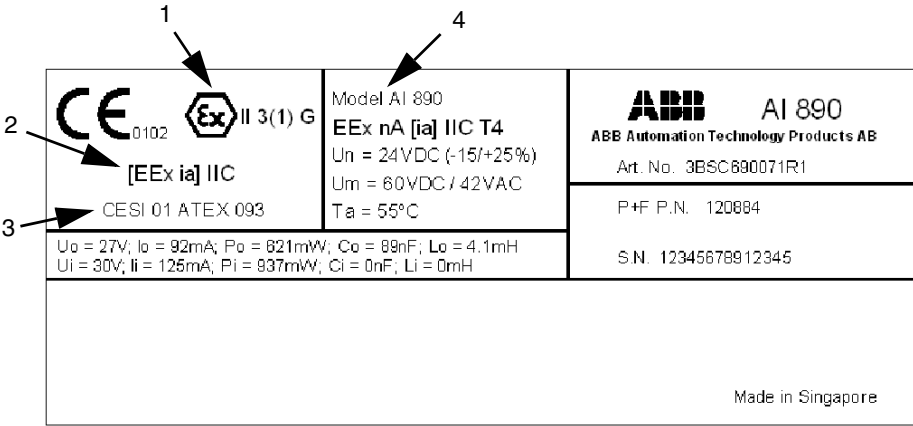 1
4
2
3
CE 0102 Ex II 3(1) G
[EEx ia] IIC
CESI 01 ATEX 093
Model AI 890
EEx nA [ia] IIC T4
Un = 24VDC (-15/+25%)
Um = 60VDC / 42VAC
Ta = 55°C
Uo = 27V; Io = 92mA; Po = 621mW; Co = 89nF; Lo = 4.1mH
Ui = 30V; Ii = 125mA; Pi = 937mW; Ci = 0nF; Li = 0mH
ABB AI 890
ABB Automation Technology Products AB
Art. No. 3BSC690071R1
P+F P.N. 120884
S.N. 12345678912345
Made in Singapore